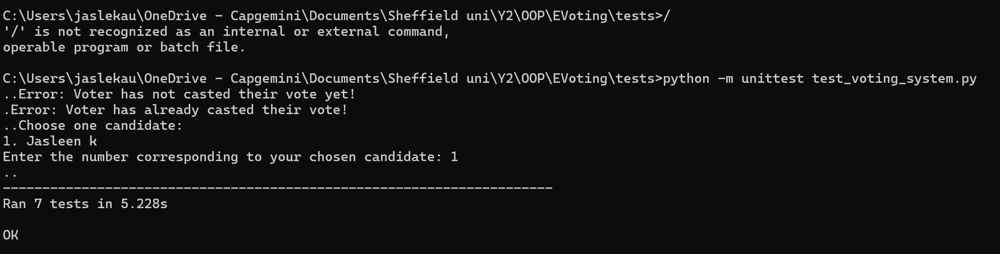 C:\Users\jaslekau\OneDrive - Capgemini\Documents\Sheffield uni\Y2\OOP\EVoting\tests>/
'/' is not recognized as an internal or external command,
operable program or batch file.
C:\Users\jaslekau\OneDrive - Capgemini\Documents\Sheffield uni\Y2\OOP\EVoting\tests>python -m unittest test_voting_system.py
..Error: Voter has not casted their vote yet!
.Error: Voter has already casted their vote!
..Choose one candidate:
1. Jasleen k
Enter the number corresponding to your chosen candidate: 1
..
----------------------------------------------------------------------
Ran 7 tests in 5.228s
OK